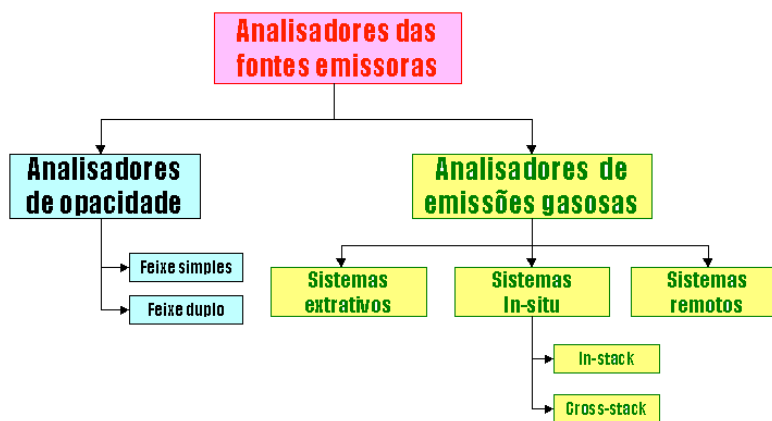 Analisadores das
fontes emissoras
Analisadores
de opacidade
Feixe simples
Feixe duplo
Analisadores de
emissões gasosas
Sistemas
extrativos
Sistemas
In-situ
Sistemas
remotos
In-stack
Cross-stack